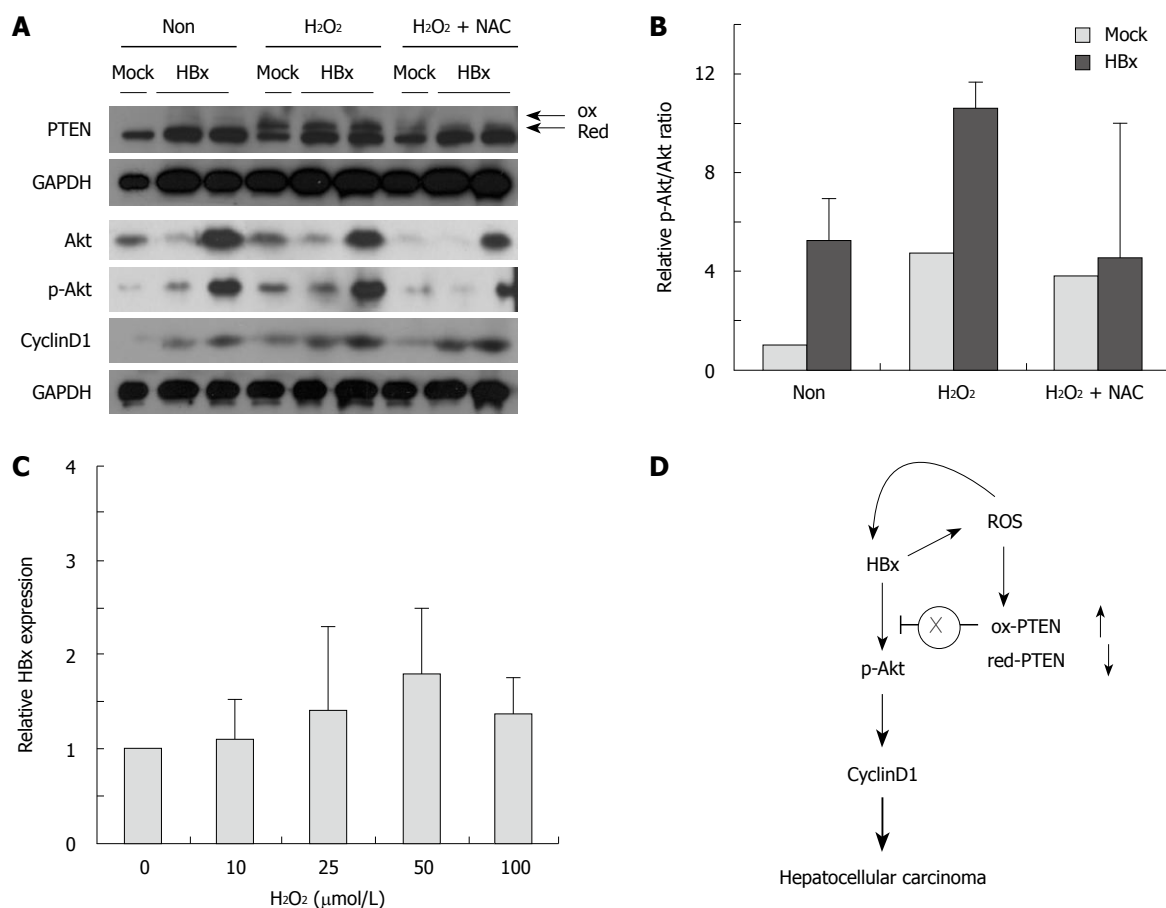 A
Non H2O2 H2O2 + NAC
Mock HBx Mock HBx Mock HBx
PTEN
ox
Red
GAPDH
Akt
p-Akt
CyclinD1
GAPDH
B
Mock
HBx
Relative p-Akt/Akt ratio
12
8
4
0
Non H2O2 H2O2 + NAC
C
Relative HBx expression
4
3
2
1
0
0 10 25 50 100
H2O2 (μmol/L)
D
ROS
HBx
X
ox-PTEN
red-PTEN
p-Akt
CyclinD1
Hepatocellular carcinoma